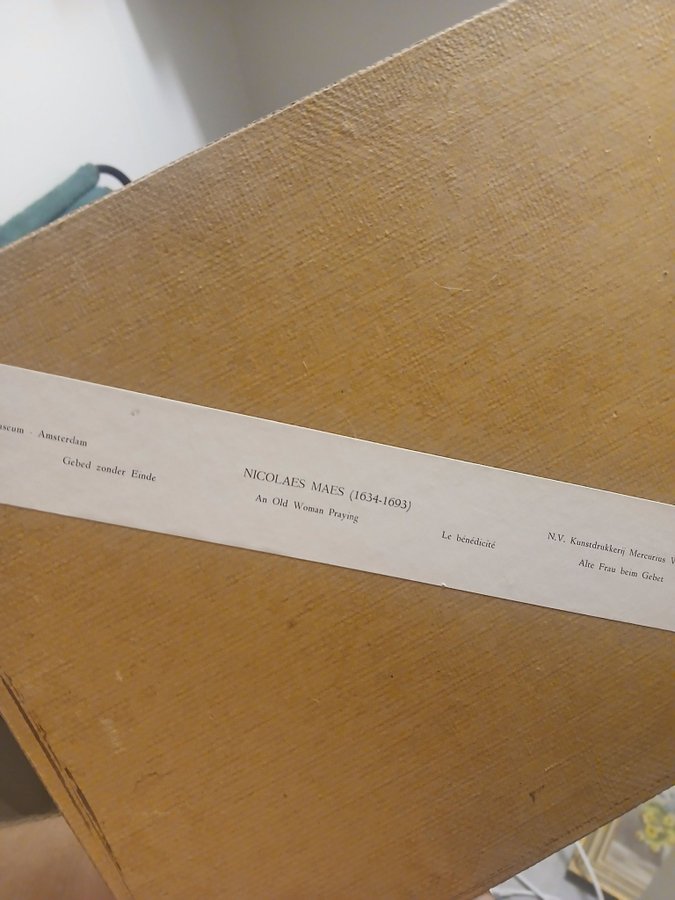 Amsterdam
Gebed zonder Einde
NICOLAES MAES (1634-1693)
An Old Woman Praying
Le bénédicité
N.V. Kunstdrukkerij Mercurius
Alte Frau beim Gebet